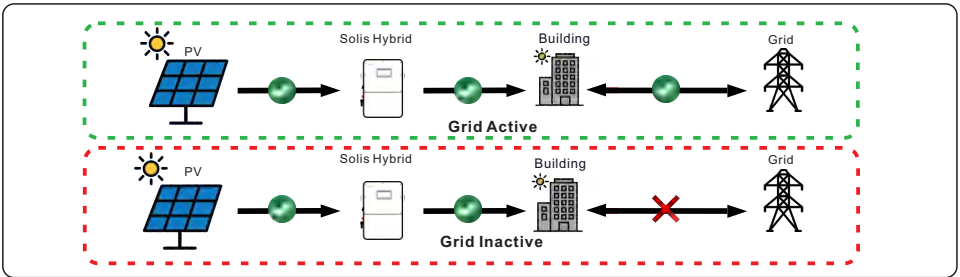 PV
Solis Hybrid
Building
Grid
Grid Active
PV
Solis Hybrid
Building
Grid
Grid Inactive